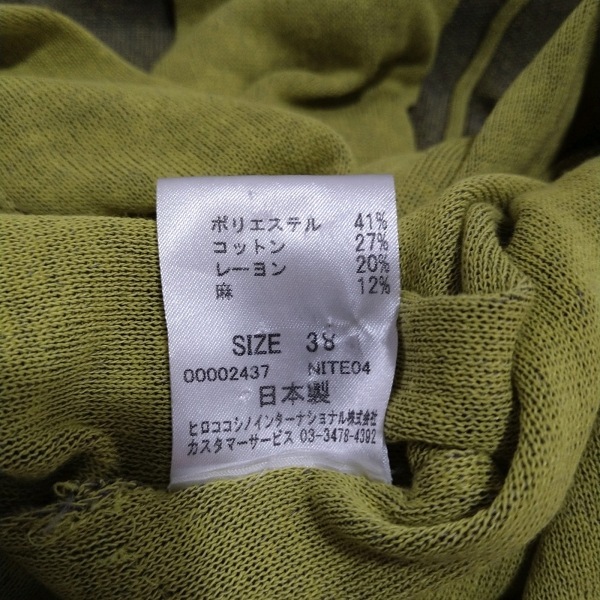 ポリエステル 41%
コットン 27%
レーヨン 20%
麻 12%
SIZE 38
00002437 NITE04
日本製
ヒロココシノインターナショナル株式会社
カスタマーサービス 03-3478-4392